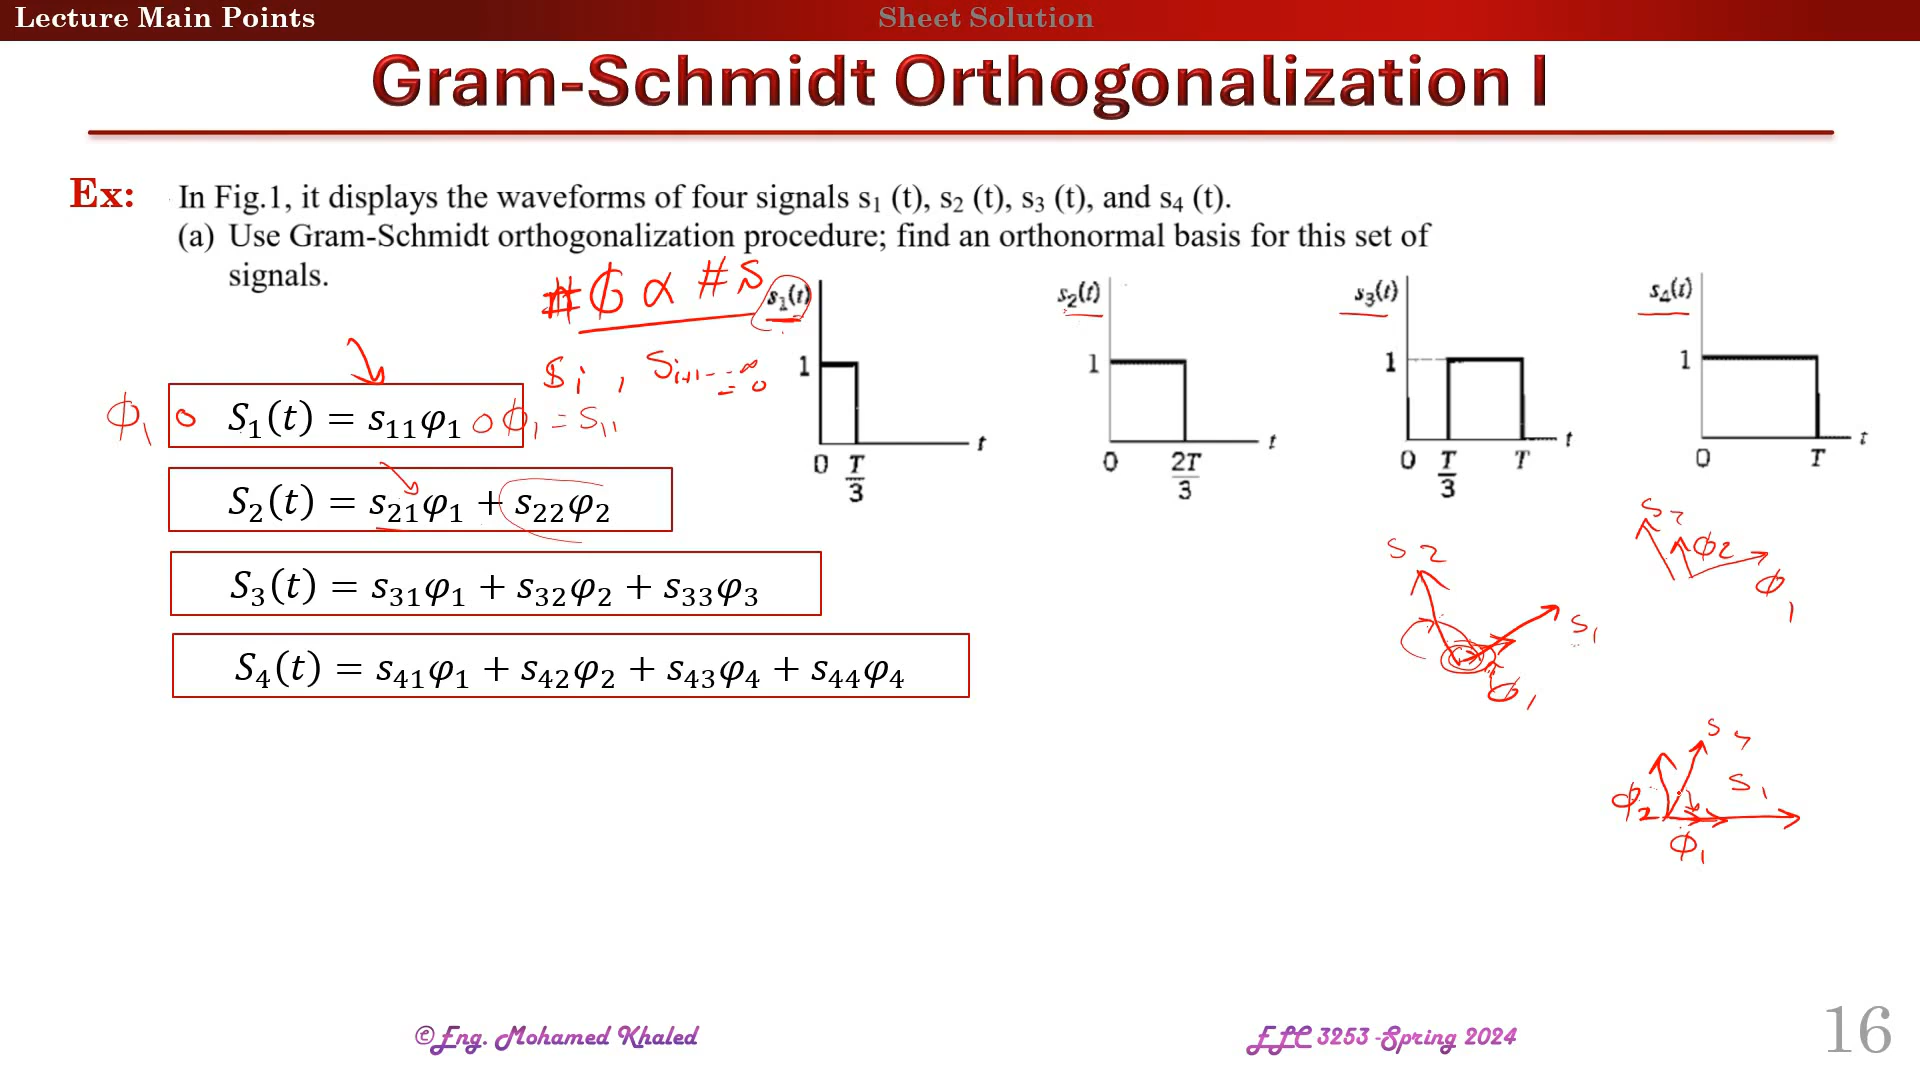 Lecture Main Points
Sheet Solution
Gram-Schmidt Orthogonalization I
Ex: In Fig.1, it displays the waveforms of four signals s₁ (t), s₂ (t), s₃ (t), and s₄ (t).
(a) Use Gram-Schmidt orthogonalization procedure; find an orthonormal basis for this set of
signals.
#ϕ α #S
s₁(t)
1
0 T/3 t
s₂(t)
1
0 2T/3 t
s₃(t)
1
0 T/3 T t
s₄(t)
1
0 T t
Sᵢ ,
ϕ₁
S₁(t) = s₁₁φ₁
ϕ₁ = S₁₁
S₂(t) = s₂₁φ₁ + s₂₂φ₂
S₃(t) = s₃₁φ₁ + s₃₂φ₂ + s₃₃φ₃
S₄(t) = s₄₁φ₁ + s₄₂φ₂ + s₄₃φ₄ + s₄₄φ₄
S₂
S₁
ϕ₁
S₂
ϕ₂
ϕ₁
S₂
S₁
ϕ₂
ϕ₁
©Eng. Mohamed Khaled
ELC 3253 -Spring 2024
16